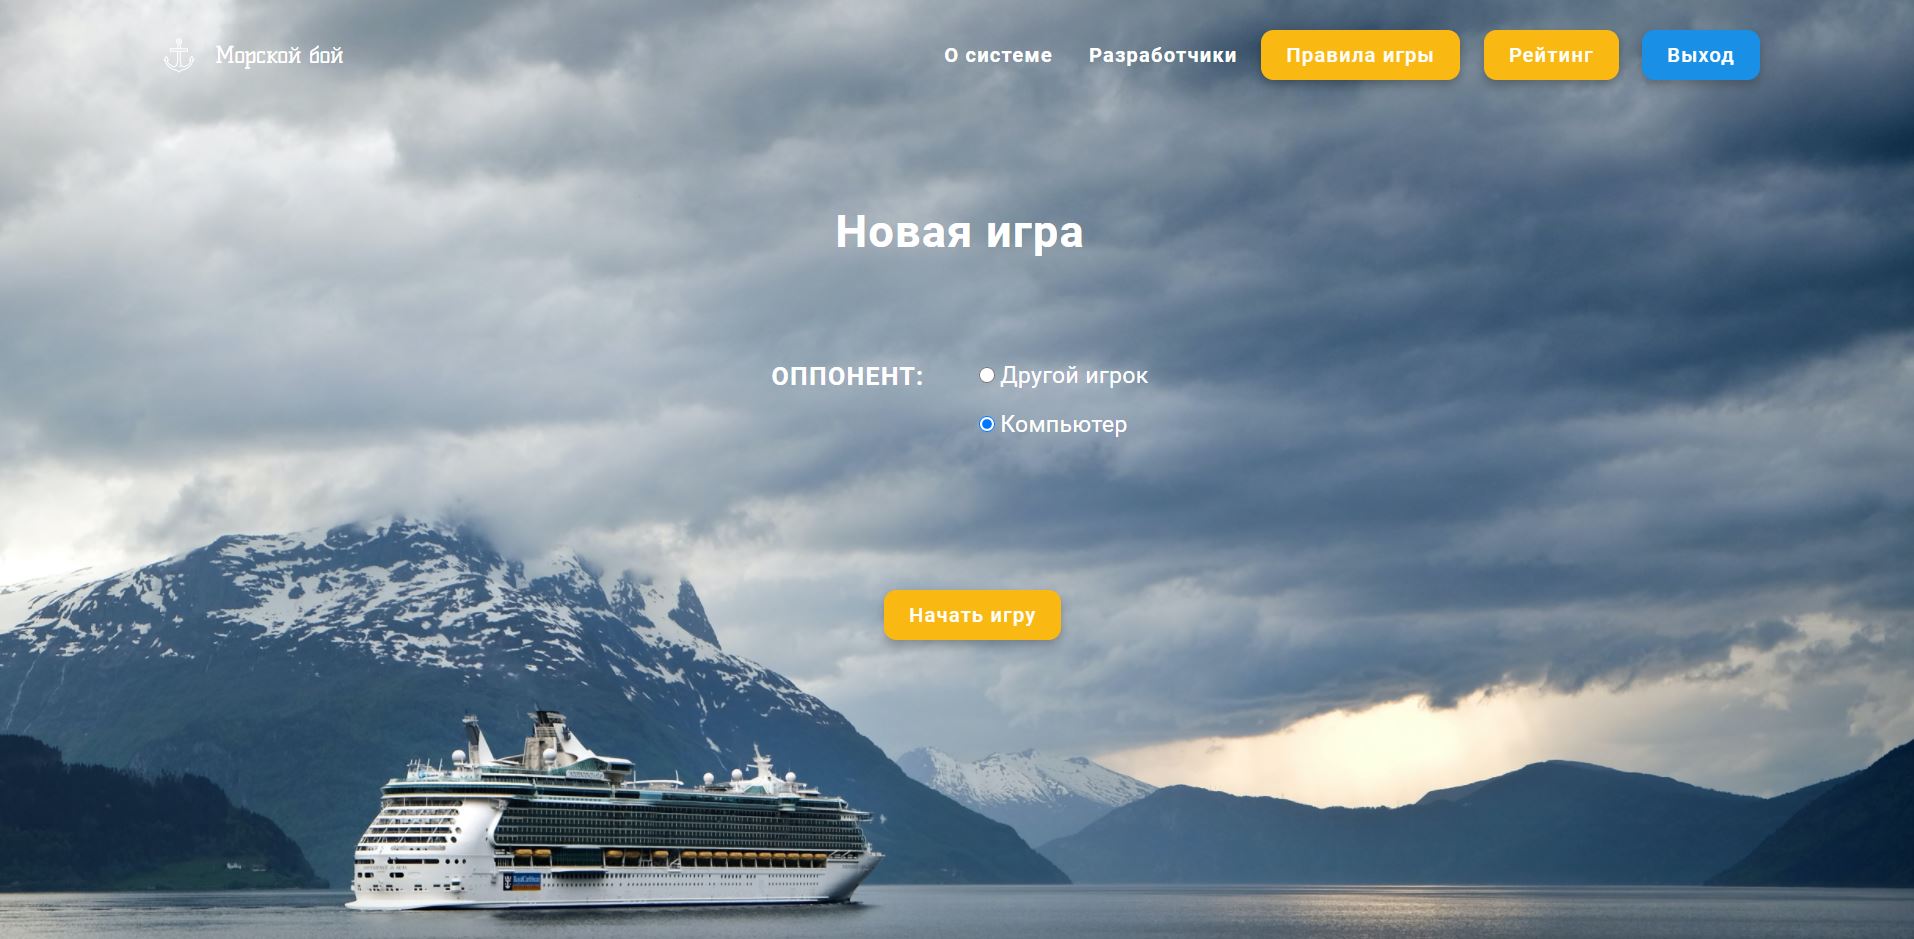 Морской бой
О системе
Разработчики
Правила игры
Рейтинг
Выход
Новая игра
ОППОНЕНТ:
Другой игрок
Компьютер
Начать игру